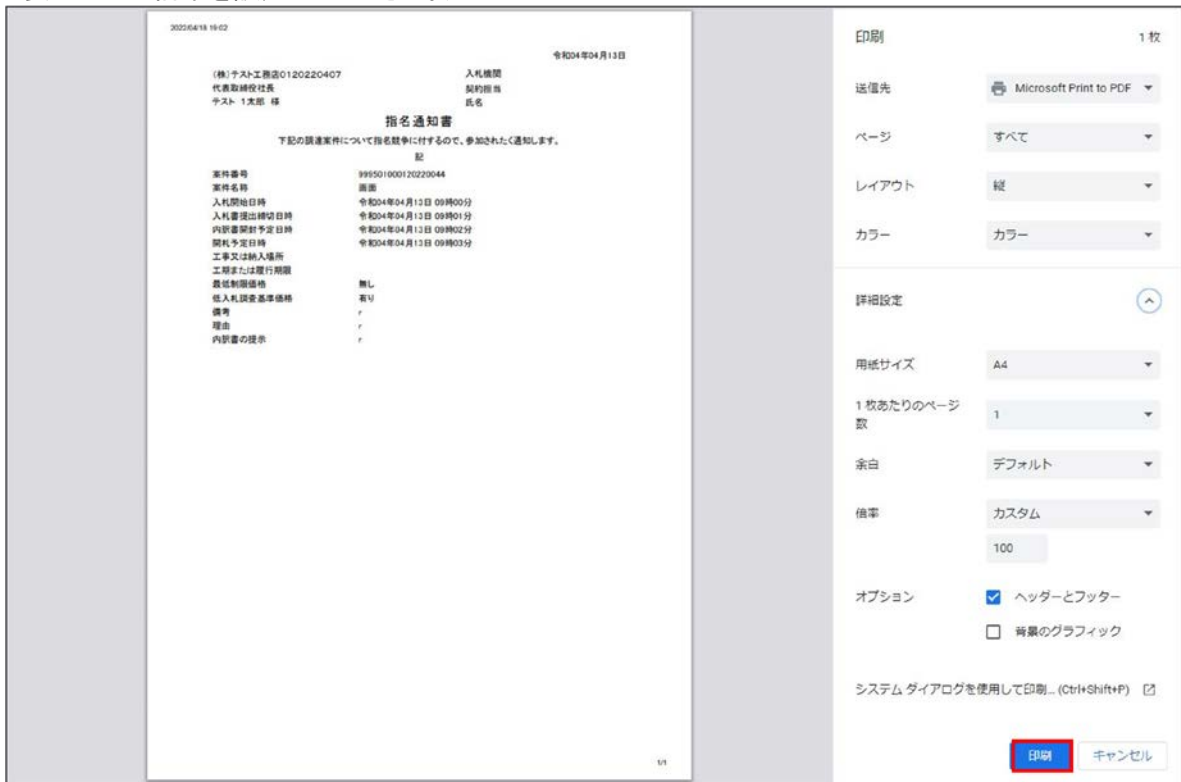 2022/04/18 19:02
令和04年04月13日
(株)テスト工務店0120220407 入札機関
代表取締役社長 契約担当
テスト 1太郎 様 氏名
指名通知書
下記の調達案件について指名競争に付するので、参加されたく通知します。
記
案件番号 999501000120220044
案件名称 画面
入札開始日時 令和04年04月13日 09時00分
入札書提出締切日時 令和04年04月13日 09時01分
内訳書開封予定日時 令和04年04月13日 09時02分
開札予定日時 令和04年04月13日 09時03分
工事又は納入場所
工期または履行期限
最低制限価格 無し
低入札調査基準価格 有り
備考 r
理由 r
内訳書の提示 r
1/1
印刷 1 枚
送信先 Microsoft Print to PDF
ページ すべて
レイアウト 縦
カラー カラー
詳細設定
用紙サイズ A4
1 枚あたりのページ
数 1
余白 デフォルト
倍率 カスタム
100
オプション ヘッダーとフッター
背景のグラフィック
システム ダイアログを使用して印刷... (Ctrl+Shift+P)
印刷 キャンセル